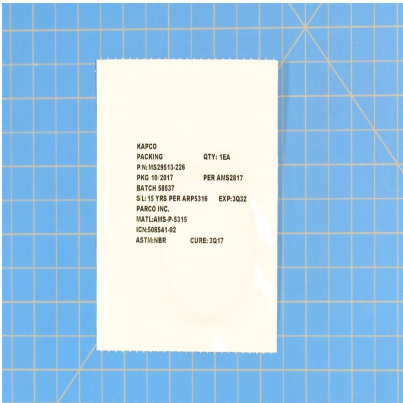 KAPCO
PACKING QTY: 1EA
P/N: MS29513-226
PKG 10/2017 PER AMS2817
BATCH 58537
S/L: 15 YRS PER ARP5316 EXP:3Q32
PARCO INC.
MATL:AMS-P-5315
ICN:508541-02
ASTM:NBR CURE: 3Q17